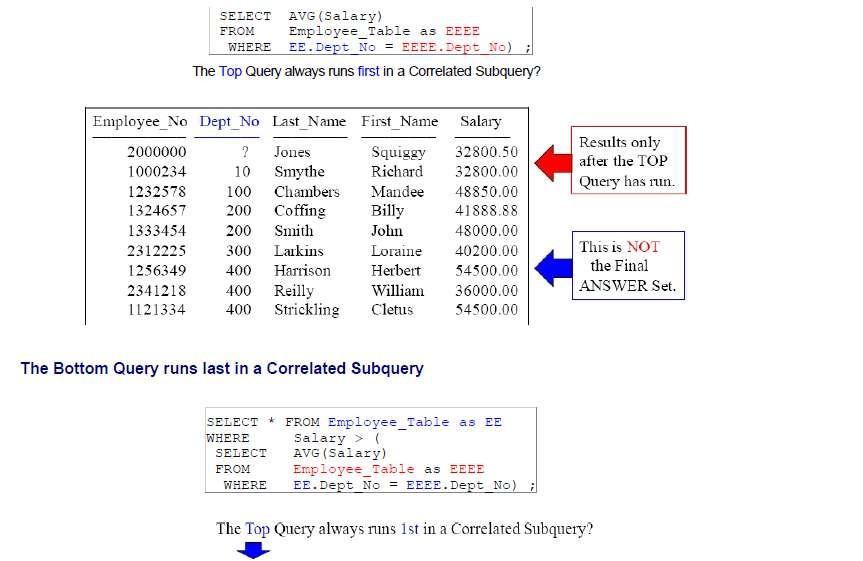 SELECT AVG(Salary)
FROM Employee_Table as EEEE
WHERE EE.Dept_No = EEEE.Dept_No) ;
The Top Query always runs first in a Correlated Subquery?
Employee_No Dept_No Last_Name First_Name Salary
2000000 ? Jones Squiggy 32800.50
1000234 10 Smythe Richard 32800.00
1232578 100 Chambers Mandee 48850.00
1324657 200 Coffing Billy 41888.88
1333454 200 Smith John 48000.00
2312225 300 Larkins Loraine 40200.00
1256349 400 Harrison Herbert 54500.00
2341218 400 Reilly William 36000.00
1121334 400 Strickling Cletus 54500.00
Results only
after the TOP
Query has run.
This is NOT
the Final
ANSWER Set.
The Bottom Query runs last in a Correlated Subquery
SELECT * FROM Employee_Table as EE
WHERE Salary > (
SELECT AVG(Salary)
FROM Employee_Table as EEEE
WHERE EE.Dept_No = EEEE.Dept_No) ;
The Top Query always runs 1st in a Correlated Subquery?